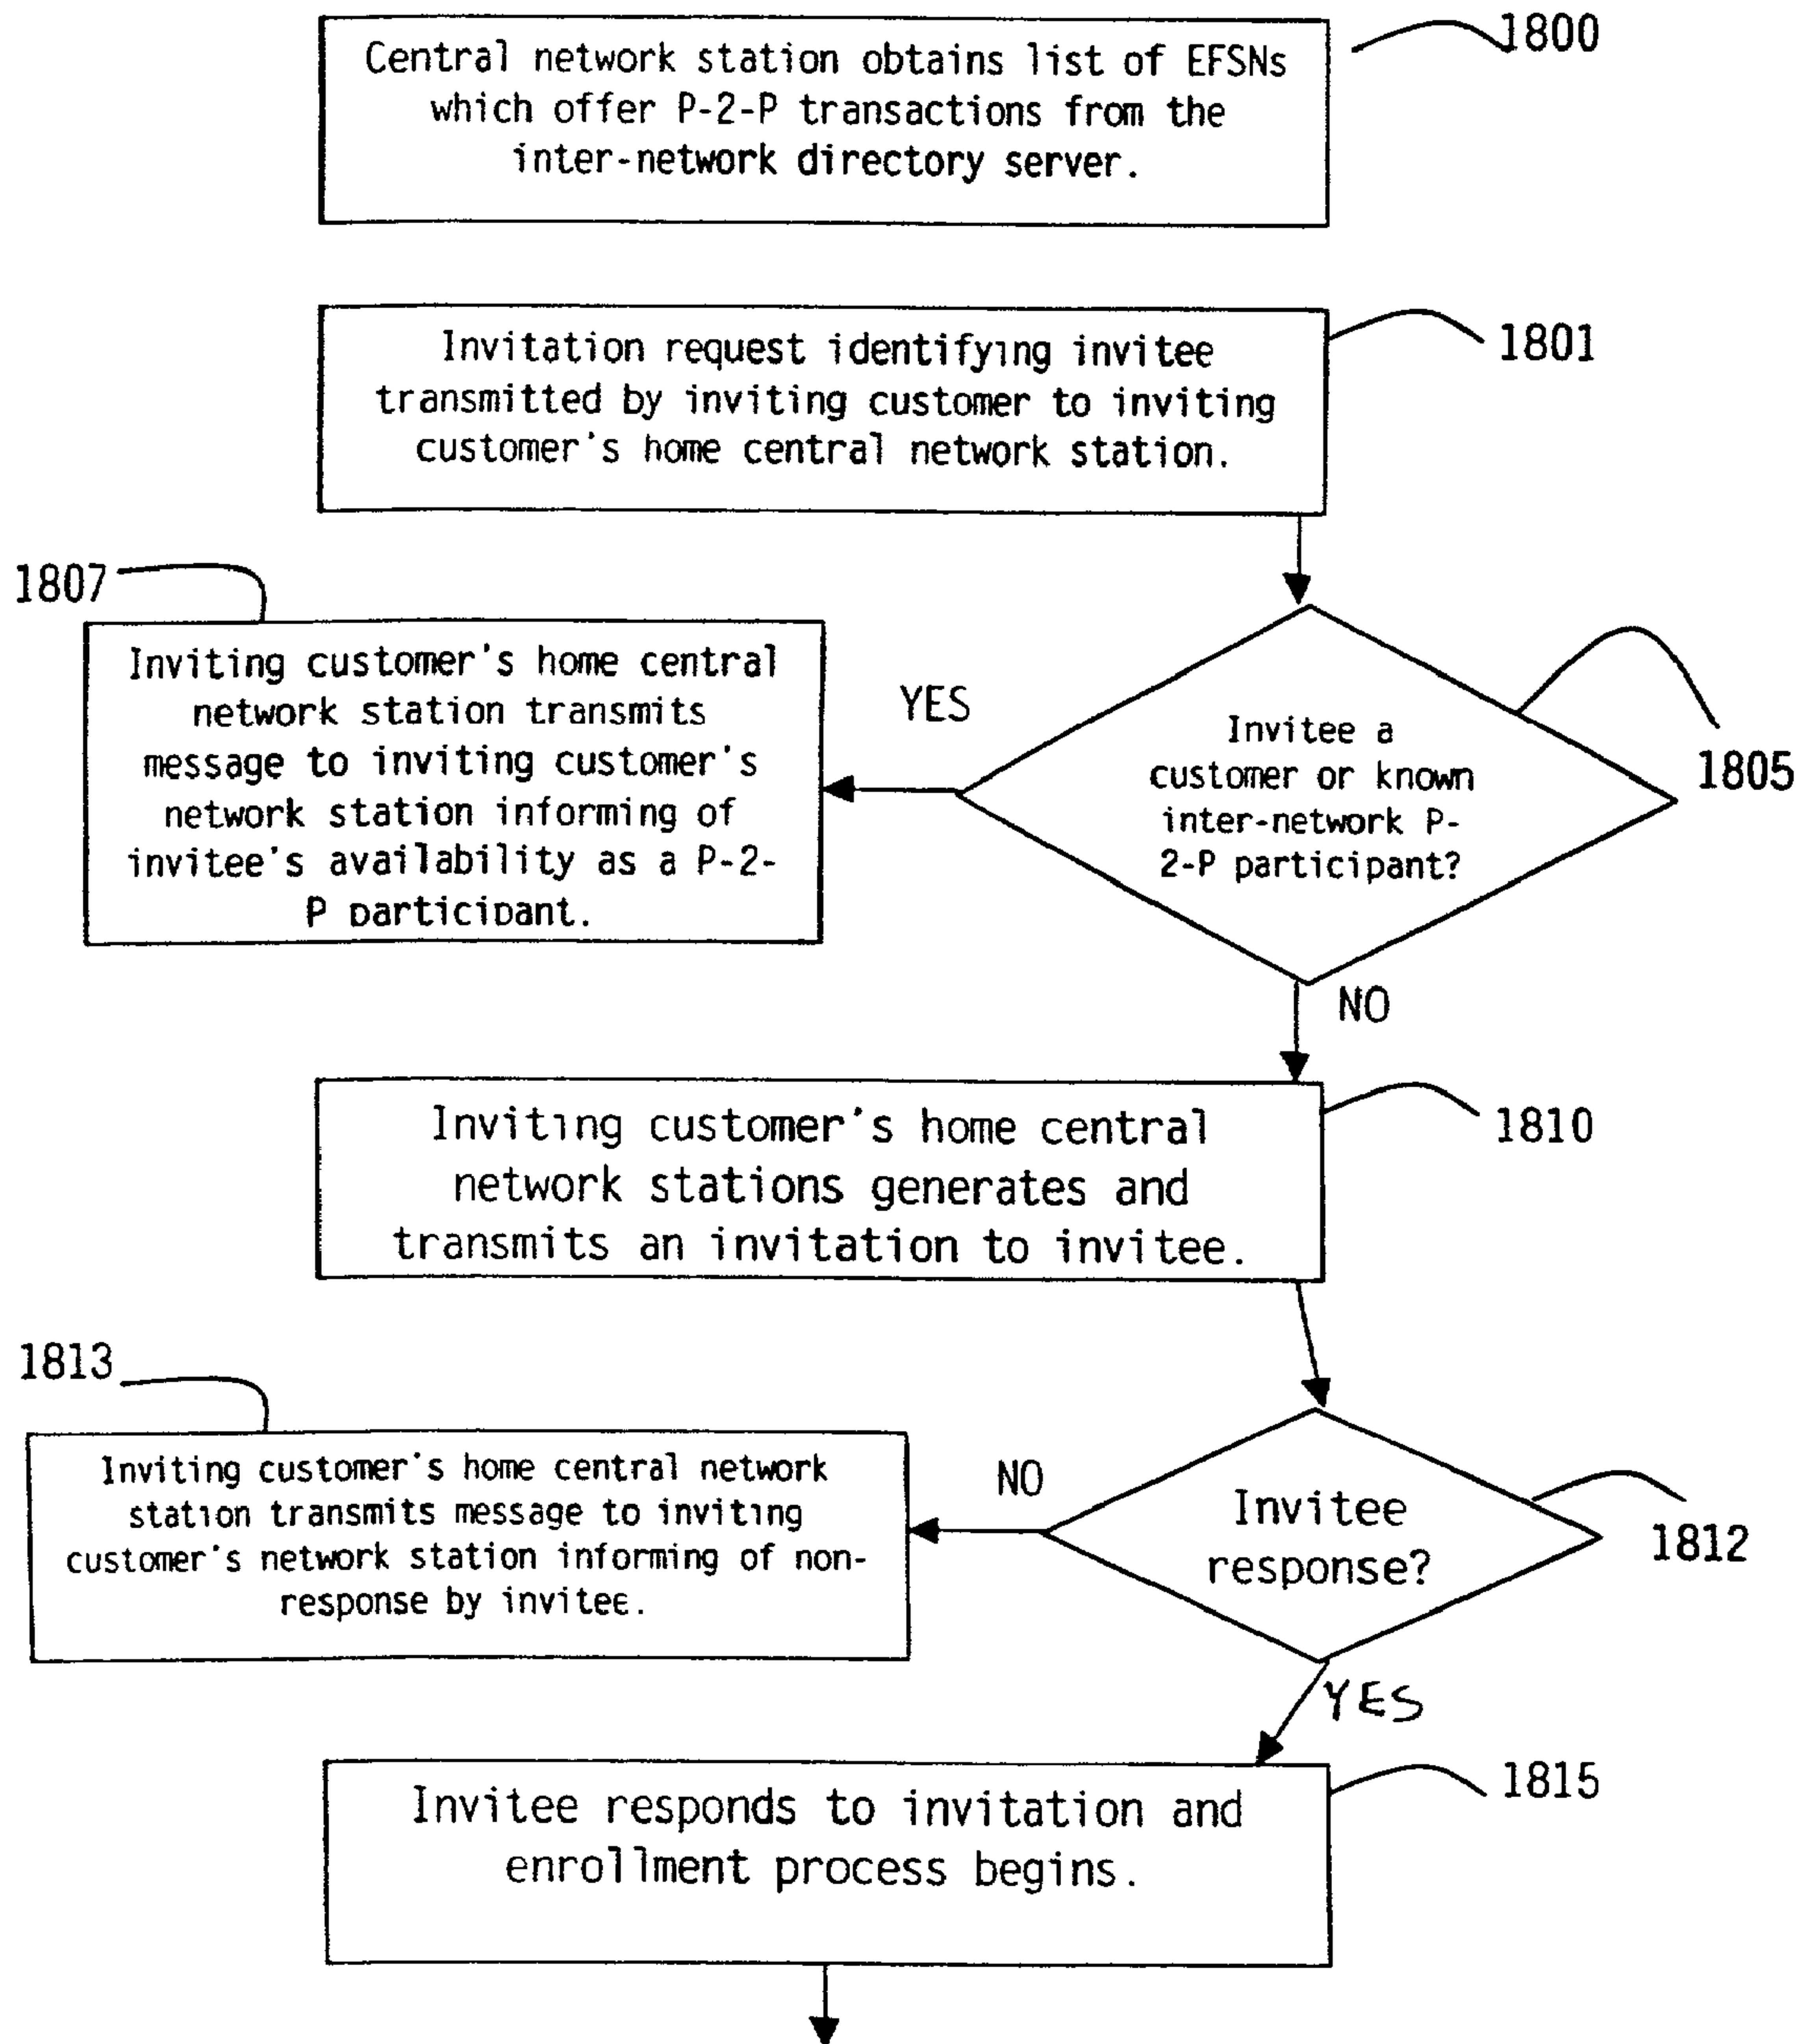 1800
Central network station obtains list of EFSNs
which offer P-2-P transactions from the
inter-network directory server.
1801
Invitation request identifying invitee
transmitted by inviting customer to inviting
customer's home central network station.
1807
Inviting customer's home central
network station transmits
message to inviting customer's
network station informing of
invitee's availability as a P-2-
P participant.
YES
Invitee a
customer or known
inter-network P-
2-P participant?
1805
NO
Inviting customer's home central
network stations generates and
transmits an invitation to invitee.
1810
1813
Inviting customer's home central network
station transmits message to inviting
customer's network station informing of non-
response by invitee.
NO
Invitee
response?
1812
YES
Invitee responds to invitation and
enrollment process begins.
1815